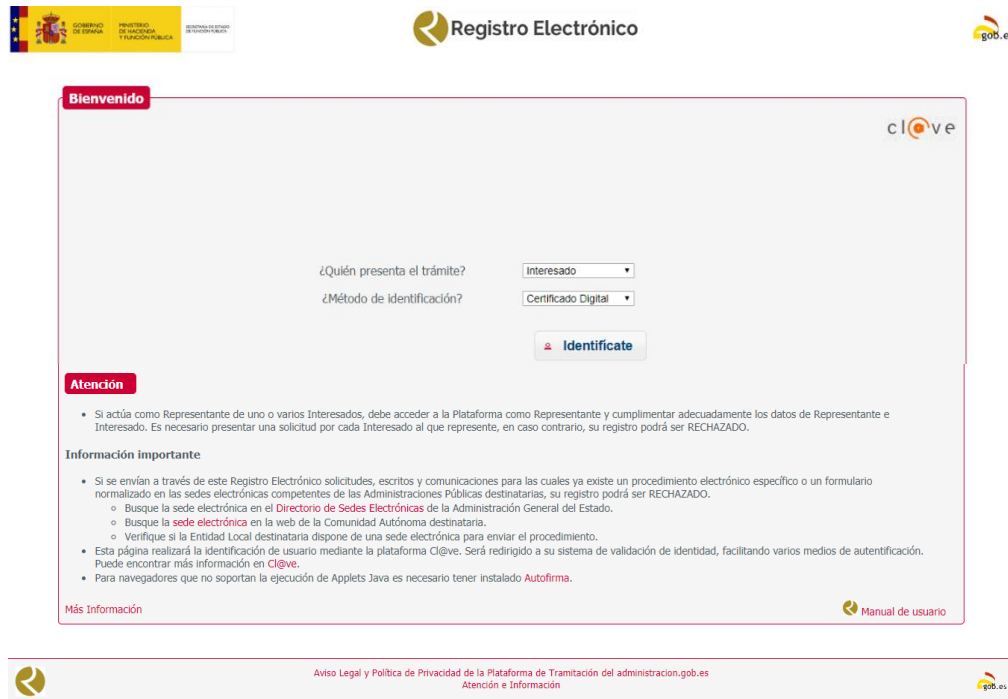 GOBIERNO DE ESPAÑA
MINISTERIO DE HACIENDA Y FUNCIÓN PÚBLICA
SECRETARÍA DE ESTADO DE FUNCIÓN PÚBLICA
Registro Electrónico
gob.e
Bienvenido
cl@ve
¿Quién presenta el trámite? Interesado
¿Método de identificación? Certificado Digital
Identifícate
Atención
• Si actúa como Representante de uno o varios Interesados, debe acceder a la Plataforma como Representante y cumplimentar adecuadamente los datos de Representante e
Interesado. Es necesario presentar una solicitud por cada Interesado al que represente, en caso contrario, su registro podrá ser RECHAZADO.
Información importante
• Si se envían a través de este Registro Electrónico solicitudes, escritos y comunicaciones para las cuales ya existe un procedimiento electrónico específico o un formulario
normalizado en las sedes electrónicas competentes de las Administraciones Públicas destinatarias, su registro podrá ser RECHAZADO.
Busque la sede electrónica en el Directorio de Sedes Electrónicas de la Administración General del Estado.
Busque la sede electrónica en la web de la Comunidad Autónoma destinataria.
Verifique si la Entidad Local destinataria dispone de una sede electrónica para enviar el procedimiento.
• Esta página realizará la identificación de usuario mediante la plataforma Cl@ve. Será redirigido a su sistema de validación de identidad, facilitando varios medios de autentificación.
Puede encontrar más información en Cl@ve.
• Para navegadores que no soportan la ejecución de Applets Java es necesario tener instalado Autofirma.
Más Información
Manual de usuario
Aviso Legal y Política de Privacidad de la Plataforma de Tramitación del administracion.gob.es
Atención e Información
gob.es